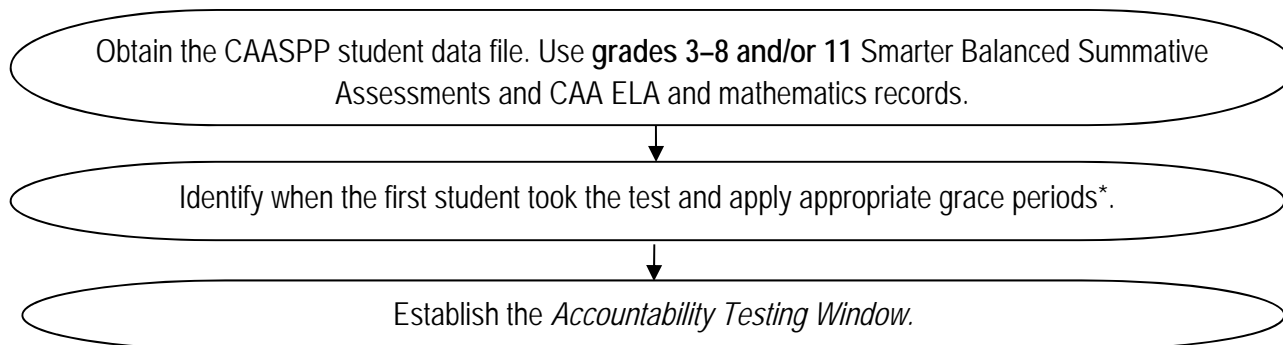 Obtain the CAASPP student data file. Use grades 3–8 and/or 11 Smarter Balanced Summative
Assessments and CAA ELA and mathematics records.
Identify when the first student took the test and apply appropriate grace periods*.
Establish the Accountability Testing Window.